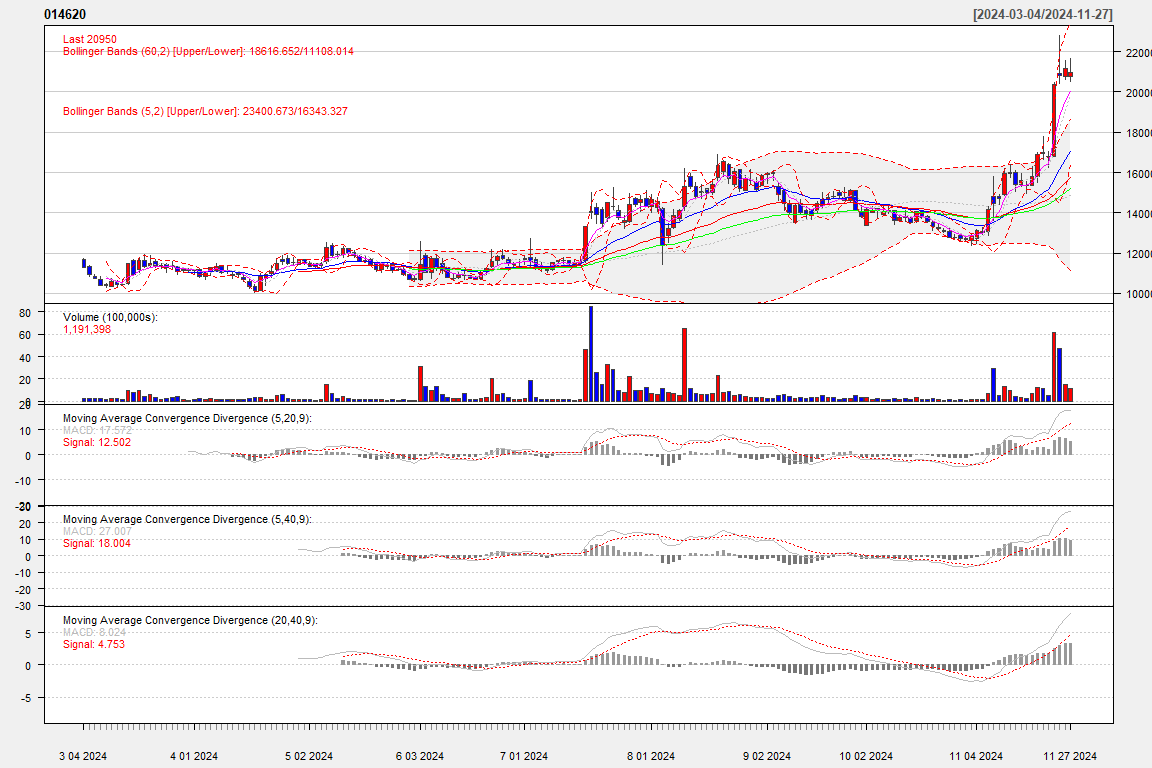 014620
[2024-03-04/2024-11-27]
Last 20950
Bollinger Bands (60,2) [Upper/Lower]: 18616.652/11108.014
Bollinger Bands (5,2) [Upper/Lower]: 23400.673/16343.327
22000
20000
18000
16000
14000
12000
10000
Volume (100,000s):
1,191,398
80
60
40
20
0
Moving Average Convergence Divergence (5,20,9):
MACD: 17.572
Signal: 12.502
20
10
0
-10
-20
Moving Average Convergence Divergence (5,40,9):
MACD: 27.007
Signal: 18.004
30
20
10
0
-10
-20
-30
Moving Average Convergence Divergence (20,40,9):
MACD: 8.024
Signal: 4.753
5
0
-5
3 04 2024
4 01 2024
5 02 2024
6 03 2024
7 01 2024
8 01 2024
9 02 2024
10 02 2024
11 04 2024
11 27 2024